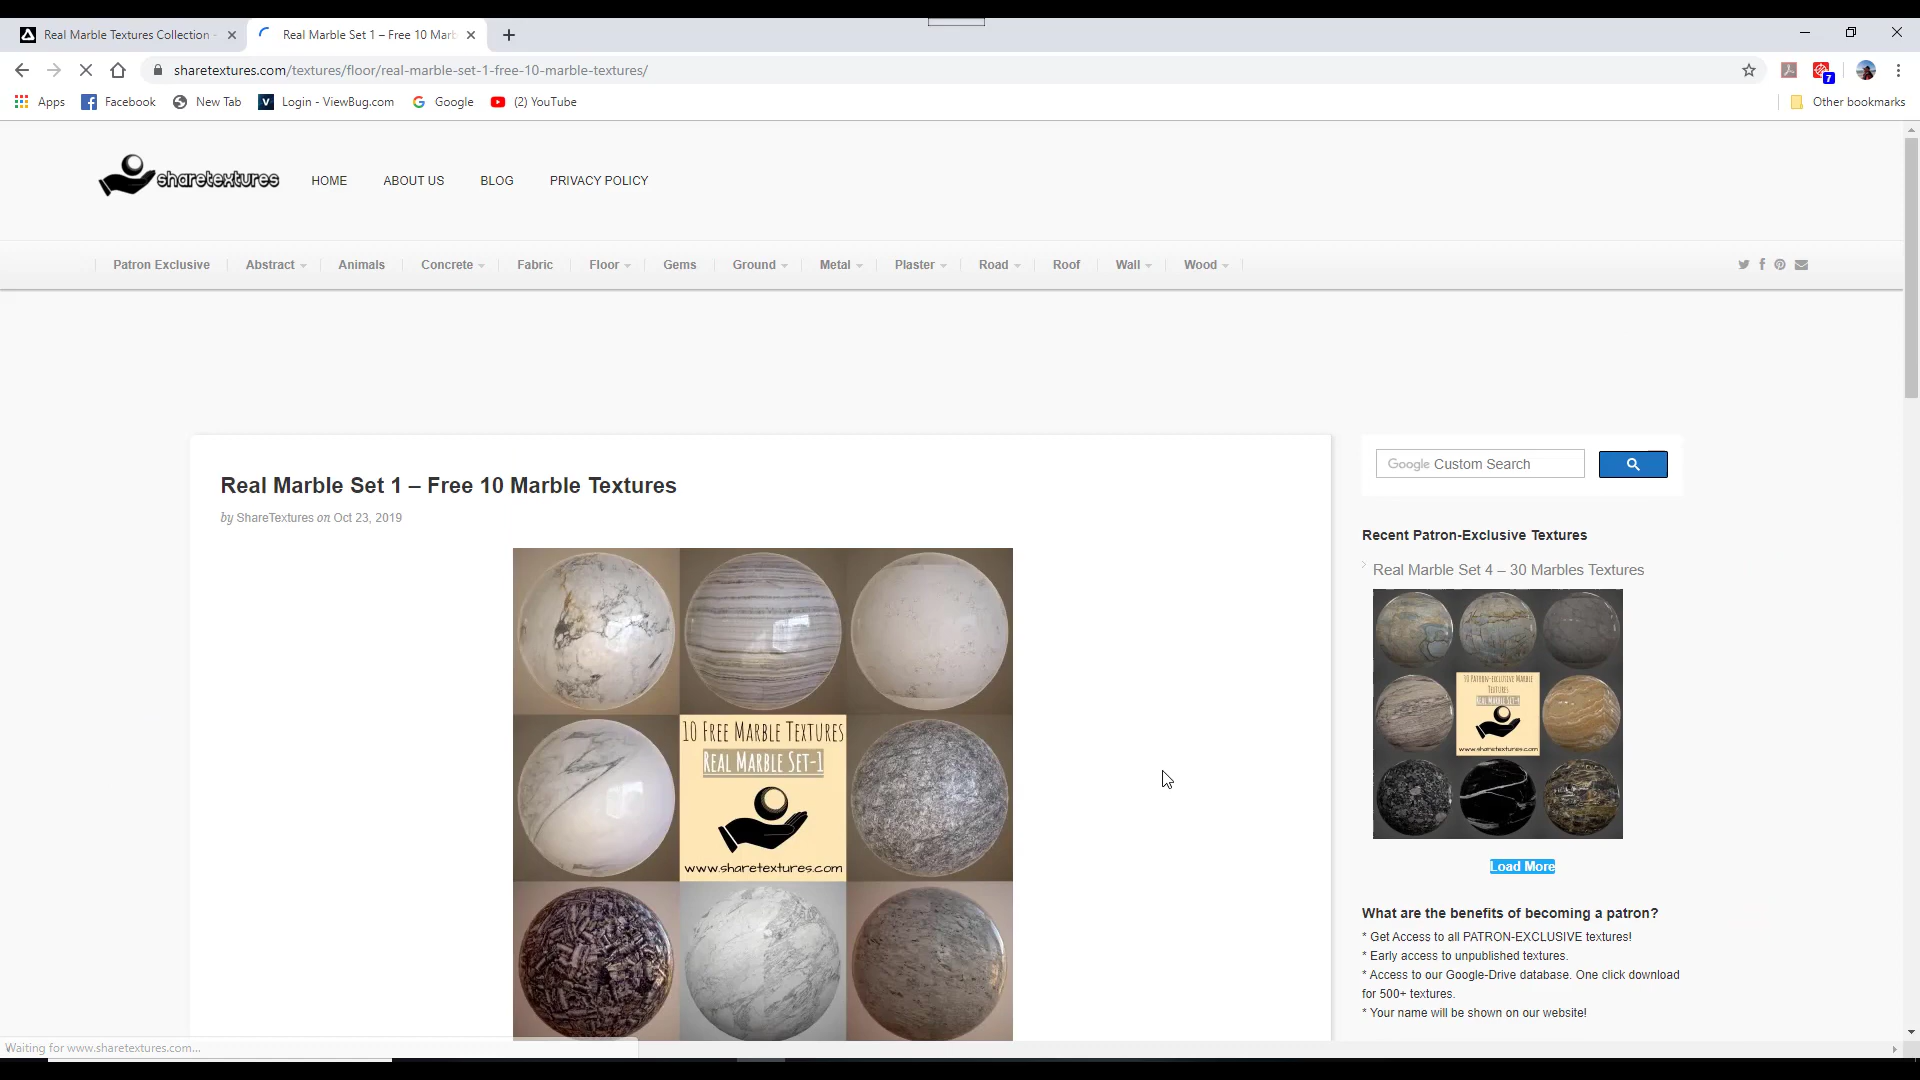 Real Marble Textures Collection -
Real Marble Set 1 – Free 10 Marb
sharetextures.com/textures/floor/real-marble-set-1-free-10-marble-textures/
7
Apps
Facebook
New Tab
Login - ViewBug.com
Google
(2) YouTube
Other bookmarks
sharetextures
HOME
ABOUT US
BLOG
PRIVACY POLICY
Patron Exclusive
Abstract
Animals
Concrete
Fabric
Floor
Gems
Ground
Metal
Plaster
Road
Roof
Wall
Wood
Real Marble Set 1 – Free 10 Marble Textures
by ShareTextures on Oct 23, 2019
10 Free Marble Textures
Real Marble Set-1
www.sharetextures.com
Google Custom Search
Recent Patron-Exclusive Textures
Real Marble Set 4 – 30 Marbles Textures
Textures
www.sharetextures.com
Load More
What are the benefits of becoming a patron?
* Get Access to all PATRON-EXCLUSIVE textures!
* Early access to unpublished textures.
* Access to our Google-Drive database. One click download
for 500+ textures.
* Your name will be shown on our website!
Waiting for www.sharetextures.com...